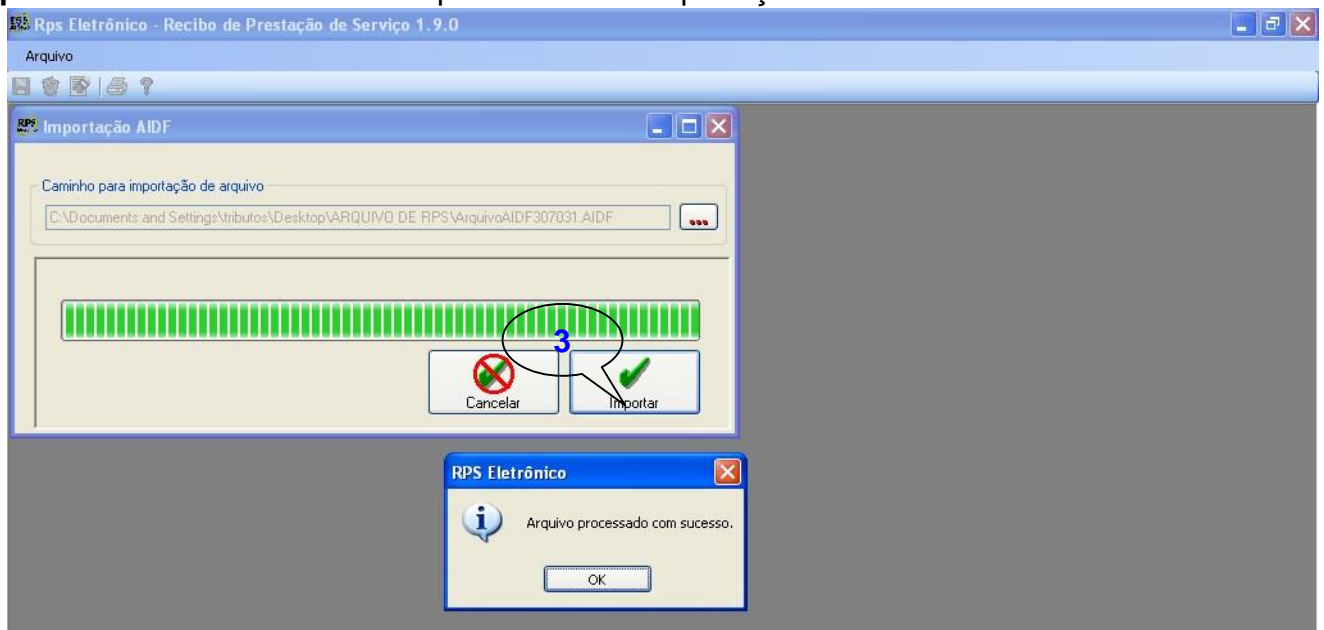 Rps Eletrônico - Recibo de Prestação de Serviço 1.9.0
Arquivo
Importação AIDF
Caminho para importação de arquivo
C:\Documents and Settings\tributos\Desktop\ARQUIVO DE RPS\ArquivoAIDF307031.AIDF
...
3
Cancelar
Importar
RPS Eletrônico
Arquivo processado com sucesso.
OK